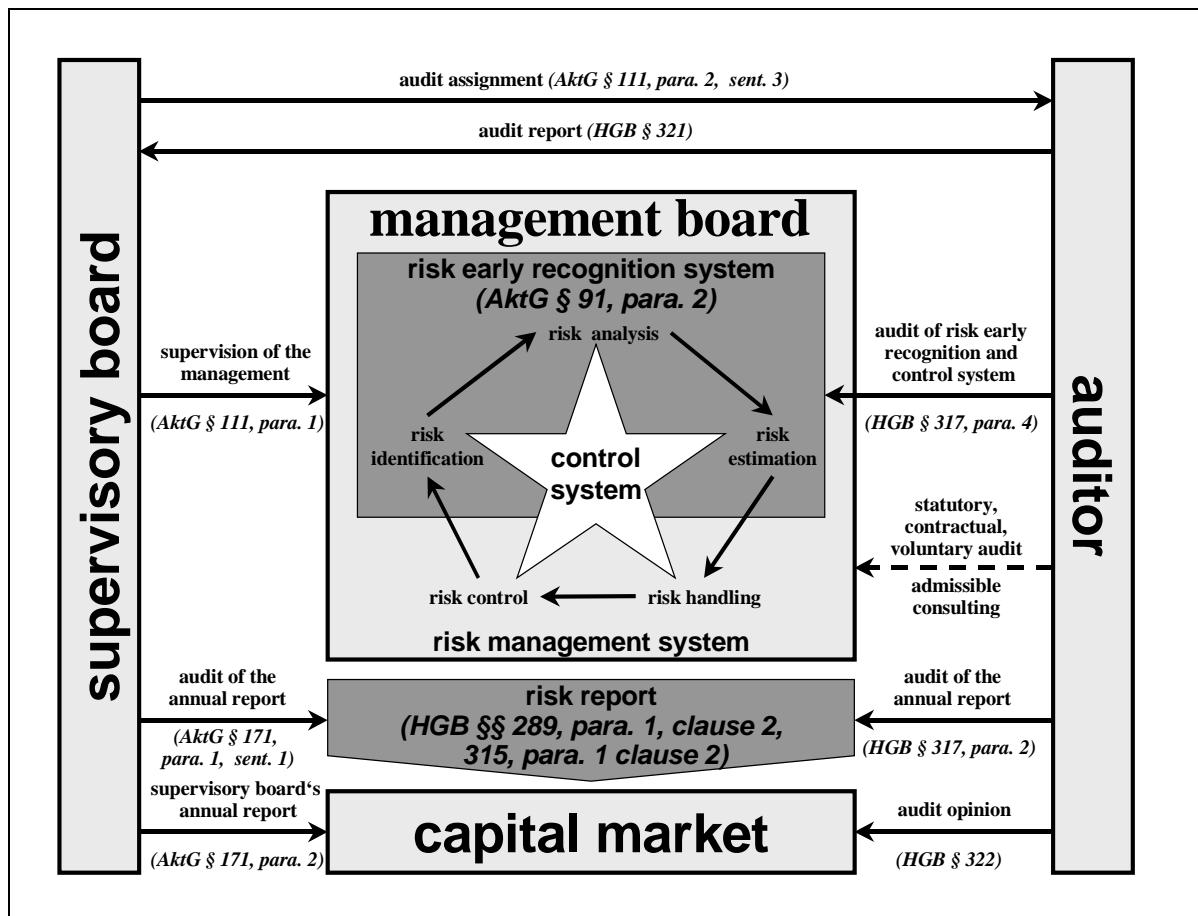 audit assignment (AktG § 111, para. 2, sent. 3)
audit report (HGB § 321)
supervisory board
auditor
management board
risk early recognition system
(AktG § 91, para. 2)
risk analysis
supervision of the
management
(AktG § 111, para. 1)
audit of risk early
recognition and
control system
(HGB § 317, para. 4)
risk
identification
control
system
risk
estimation
statutory,
contractual,
voluntary audit
admissible
consulting
risk control
risk handling
risk management system
audit of the
annual report
(AktG § 171,
para. 1, sent. 1)
risk report
(HGB §§ 289, para. 1, clause 2,
315, para. 1 clause 2)
audit of the
annual report
(HGB § 317, para. 2)
supervisory board‘s
annual report
(AktG § 171, para. 2)
capital market
audit opinion
(HGB § 322)